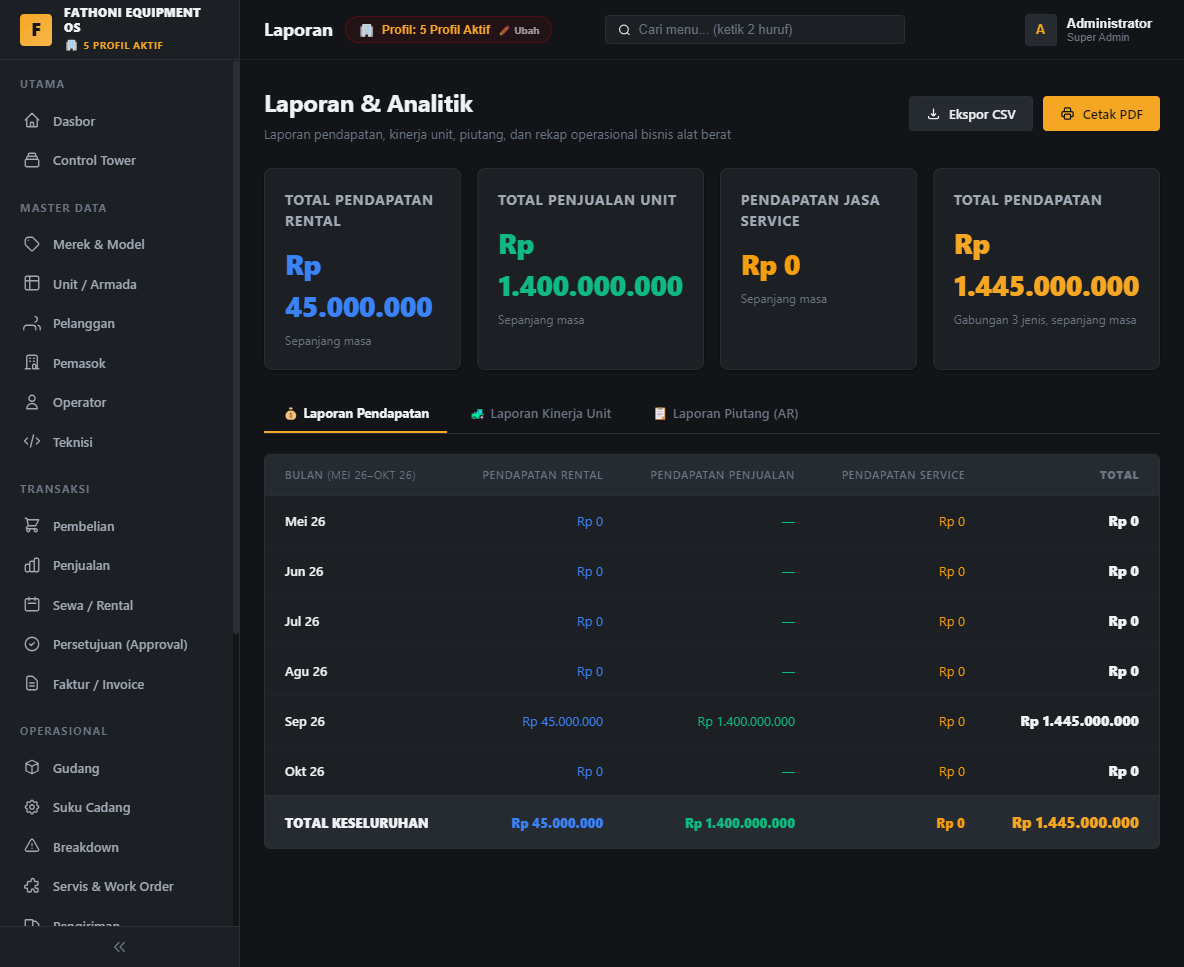 FATHONI EQUIPMENT
OS
5 PROFIL AKTIF
UTAMA
Dasbor
Control Tower
MASTER DATA
Merek & Model
Unit / Armada
Pelanggan
Pemasok
Operator
Teknisi
TRANSAKSI
Pembelian
Penjualan
Sewa / Rental
Persetujuan (Approval)
Faktur / Invoice
OPERASIONAL
Gudang
Suku Cadang
Breakdown
Servis & Work Order
Pengiriman
Laporan
Profil: 5 Profil Aktif Ubah
Cari menu... (ketik 2 huruf)
A
Administrator
Super Admin
Laporan & Analitik
Laporan pendapatan, kinerja unit, piutang, dan rekap operasional bisnis alat berat
Ekspor CSV
Cetak PDF
TOTAL PENDAPATAN
RENTAL
Rp
45.000.000
Sepanjang masa
TOTAL PENJUALAN UNIT
Rp
1.400.000.000
Sepanjang masa
PENDAPATAN JASA
SERVICE
Rp 0
Sepanjang masa
TOTAL PENDAPATAN
Rp
1.445.000.000
Gabungan 3 jenis, sepanjang masa
Laporan Pendapatan
Laporan Kinerja Unit
Laporan Piutang (AR)
BULAN (MEI 26–OKT 26) PENDAPATAN RENTAL PENDAPATAN PENJUALAN PENDAPATAN SERVICE TOTAL
Mei 26 Rp 0 — Rp 0 Rp 0
Jun 26 Rp 0 — Rp 0 Rp 0
Jul 26 Rp 0 — Rp 0 Rp 0
Agu 26 Rp 0 — Rp 0 Rp 0
Sep 26 Rp 45.000.000 Rp 1.400.000.000 Rp 0 Rp 1.445.000.000
Okt 26 Rp 0 — Rp 0 Rp 0
TOTAL KESELURUHAN Rp 45.000.000 Rp 1.400.000.000 Rp 0 Rp 1.445.000.000